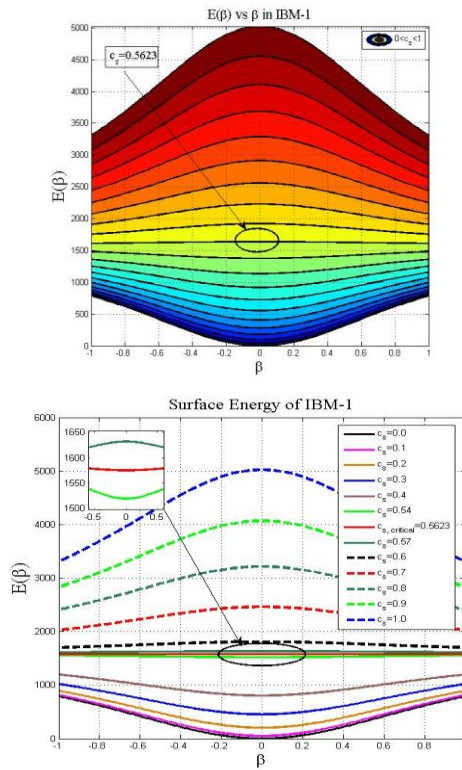 E(β) vs β in IBM-1
0<c_s<1
c_s=0.5623
5000
4500
4000
3500
3000
2500
2000
1500
1000
500
0
E(β)
-1 -0.8 -0.6 -0.4 -0.2 0 0.2 0.4 0.6 0.8 1
β
Surface Energy of IBM-1
6000
5000
4000
3000
2000
1000
0
E(β)
1650
1600
1550
1500
-0.5 0 0.5
c_s=0.0
c_s=0.1
c_s=0.2
c_s=0.3
c_s=0.4
c_s=0.54
c_s, critical=0.5623
c_s=0.57
c_s=0.6
c_s=0.7
c_s=0.8
c_s=0.9
c_s=1.0
-1 -0.8 -0.6 -0.4 -0.2 0 0.2 0.4 0.6 0.8
β